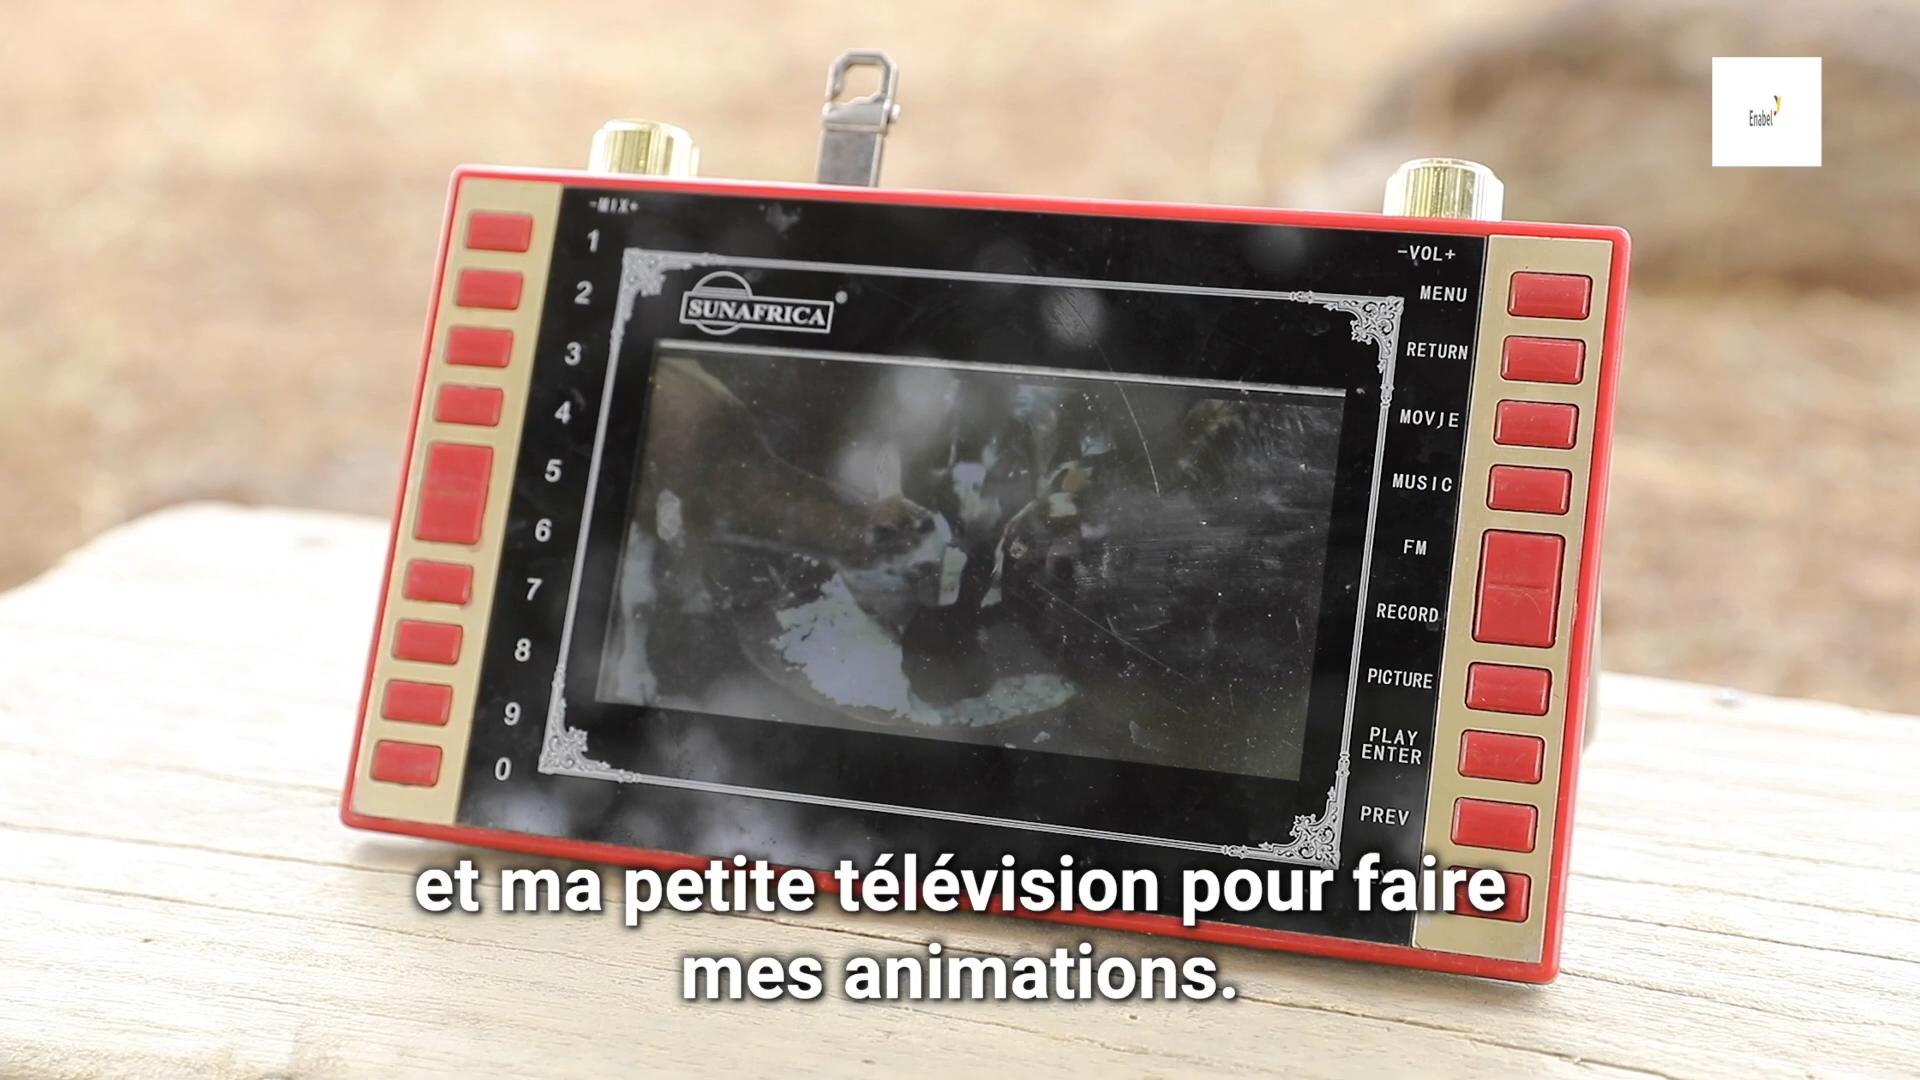 Enabel
-MIX+
1
2
3
4
5
6
7
8
9
0
SUNAFRICA®
-VOL+
MENU
RETURN
MOVIE
MUSIC
FM
RECORD
PICTURE
PLAY
ENTER
PREV
et ma petite télévision pour faire
mes animations.